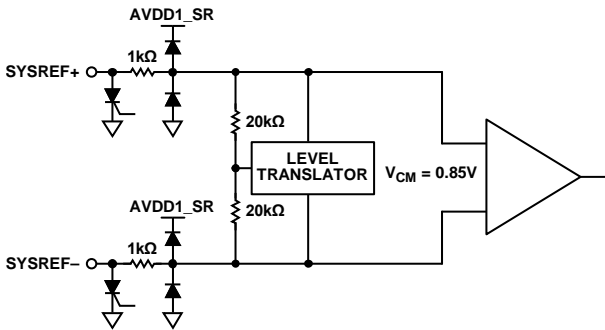 AVDD1_SR
1kΩ
SYSREF+
20kΩ
LEVEL
TRANSLATOR
VCM = 0.85V
20kΩ
AVDD1_SR
1kΩ
SYSREF–